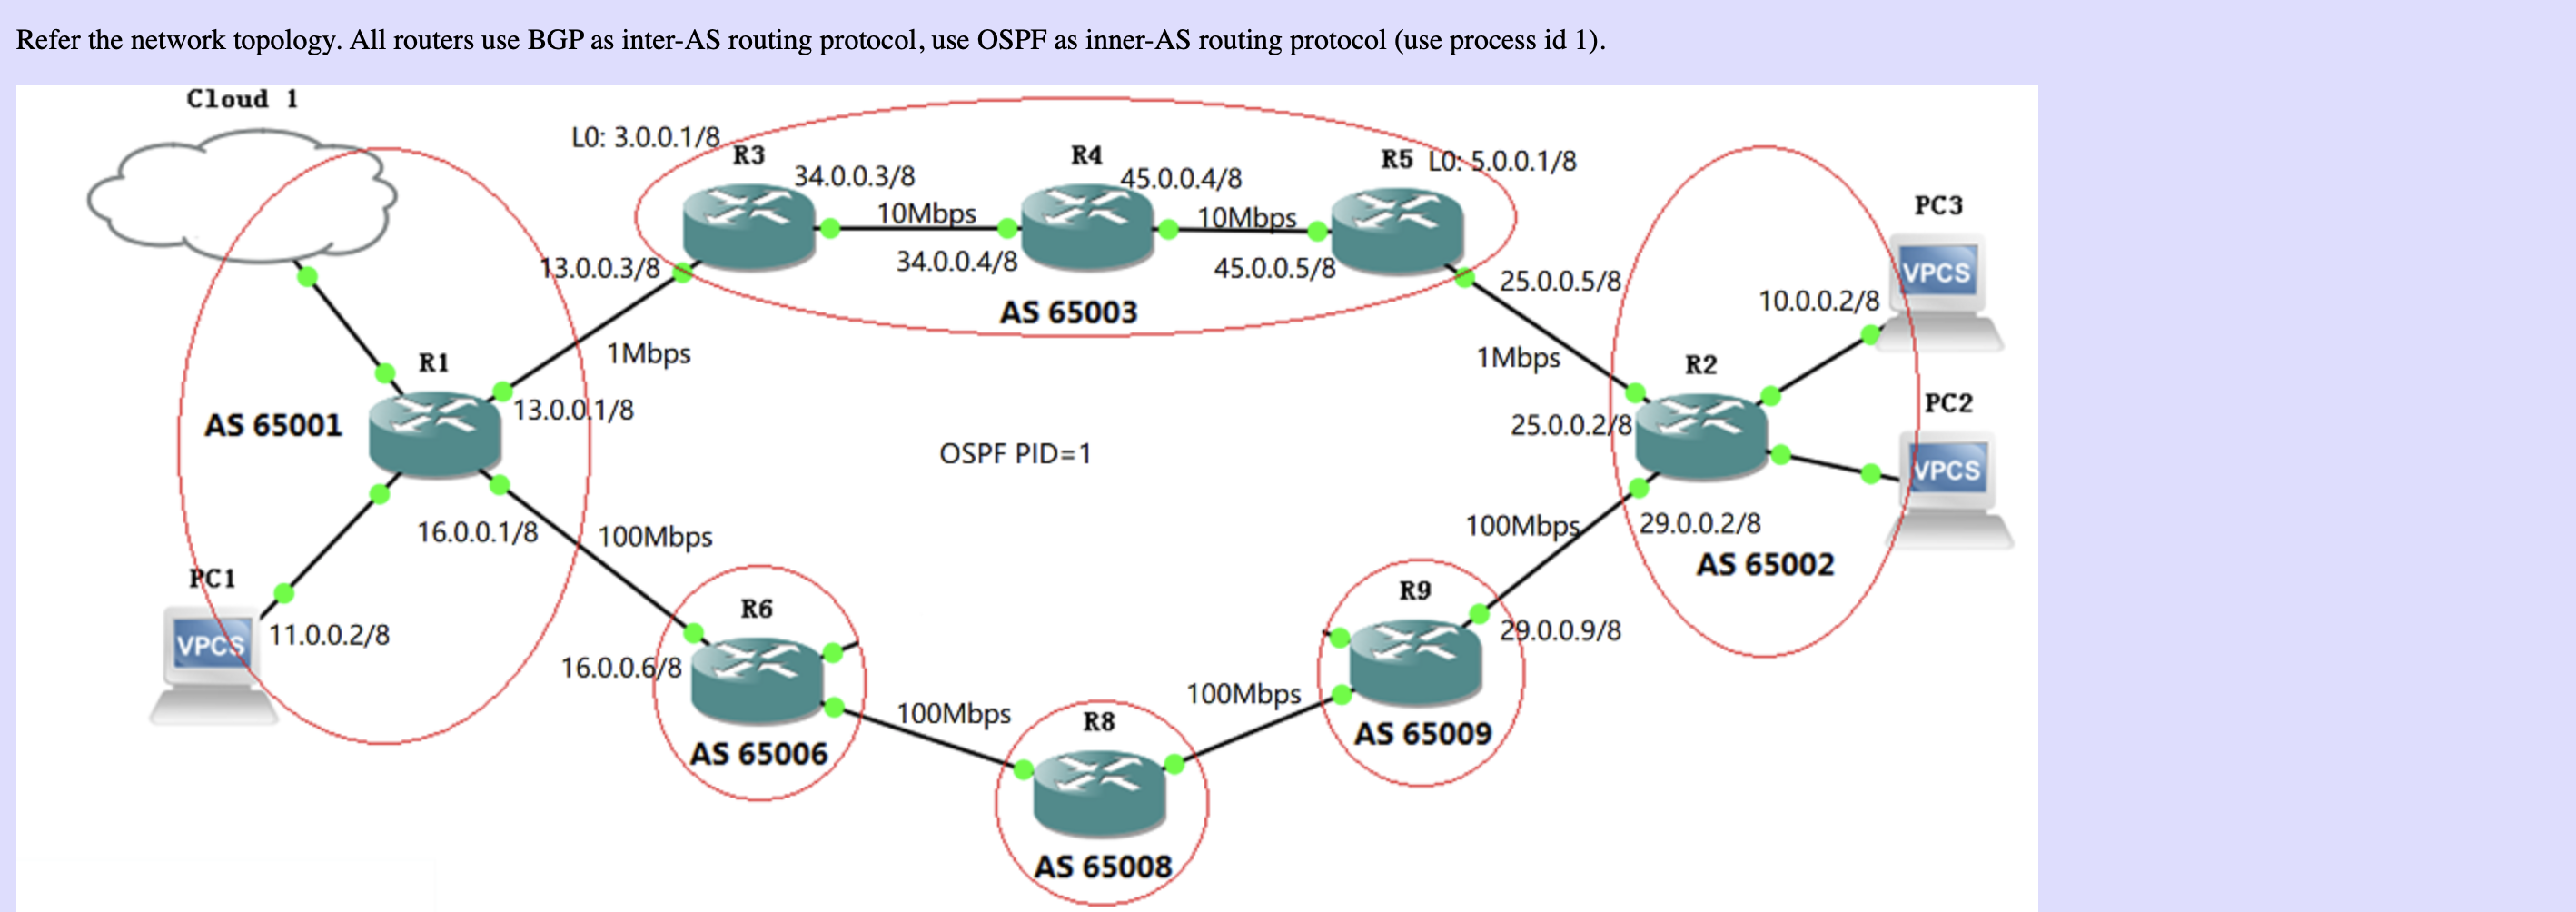 Refer the network topology. All routers use BGP as inter-AS routing protocol, use OSPF as inner-AS routing protocol (use process id 1).
Cloud 1
L0: 3.0.0.1/8
R3
34.0.0.3/8
10Mbps
34.0.0.4/8
R4
45.0.0.4/8
10Mbps
45.0.0.5/8
R5
L0: 5.0.0.1/8
AS 65003
13.0.0.3/8
1Mbps
13.0.0.1/8
R1
AS 65001
16.0.0.1/8
100Mbps
PC1
VPCS
11.0.0.2/8
OSPF PID=1
25.0.0.5/8
1Mbps
25.0.0.2/8
R2
10.0.0.2/8
PC3
VPCS
PC2
VPCS
29.0.0.2/8
AS 65002
100Mbps
29.0.0.9/8
R6
16.0.0.6/8
AS 65006
100Mbps
R8
AS 65008
100Mbps
R9
AS 65009